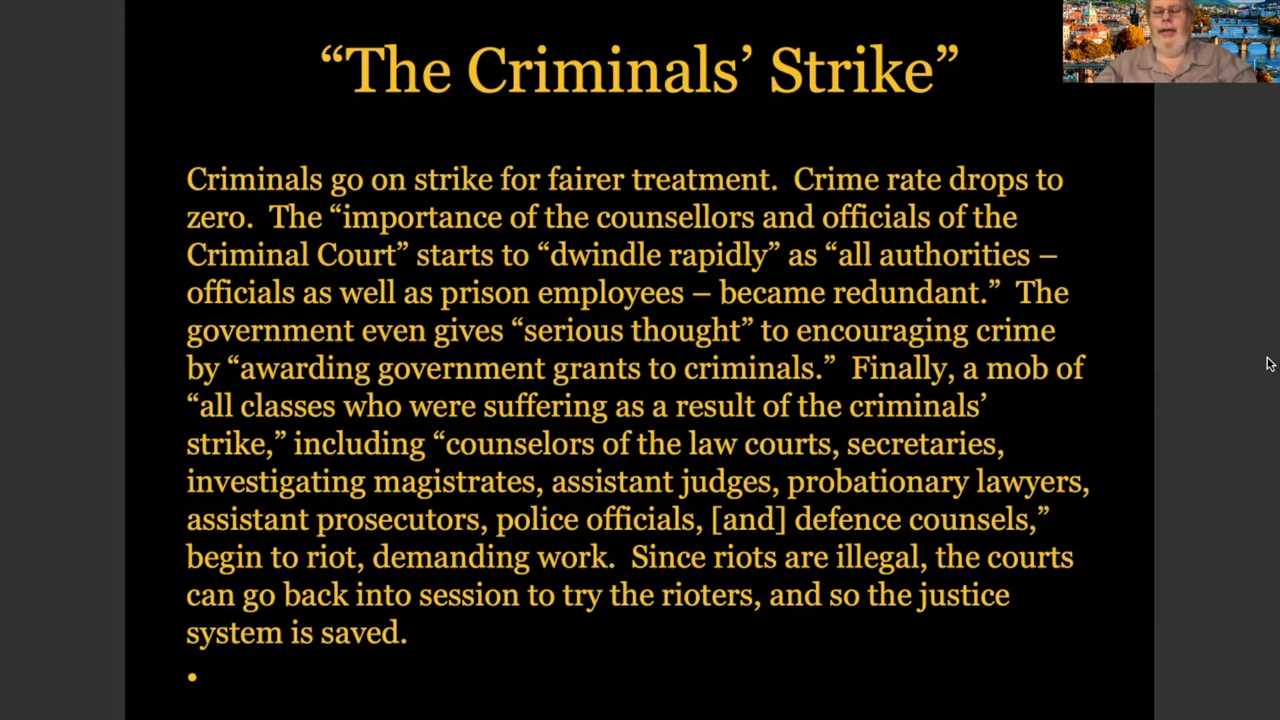 “The Criminals’ Strike”
Criminals go on strike for fairer treatment.  Crime rate drops to
zero.  The “importance of the counsellors and officials of the
Criminal Court” starts to “dwindle rapidly” as “all authorities –
officials as well as prison employees – became redundant.”  The
government even gives “serious thought” to encouraging crime
by “awarding government grants to criminals.”  Finally, a mob of
“all classes who were suffering as a result of the criminals’
strike,” including “counselors of the law courts, secretaries,
investigating magistrates, assistant judges, probationary lawyers,
assistant prosecutors, police officials, [and] defence counsels,”
begin to riot, demanding work.  Since riots are illegal, the courts
can go back into session to try the rioters, and so the justice
system is saved.